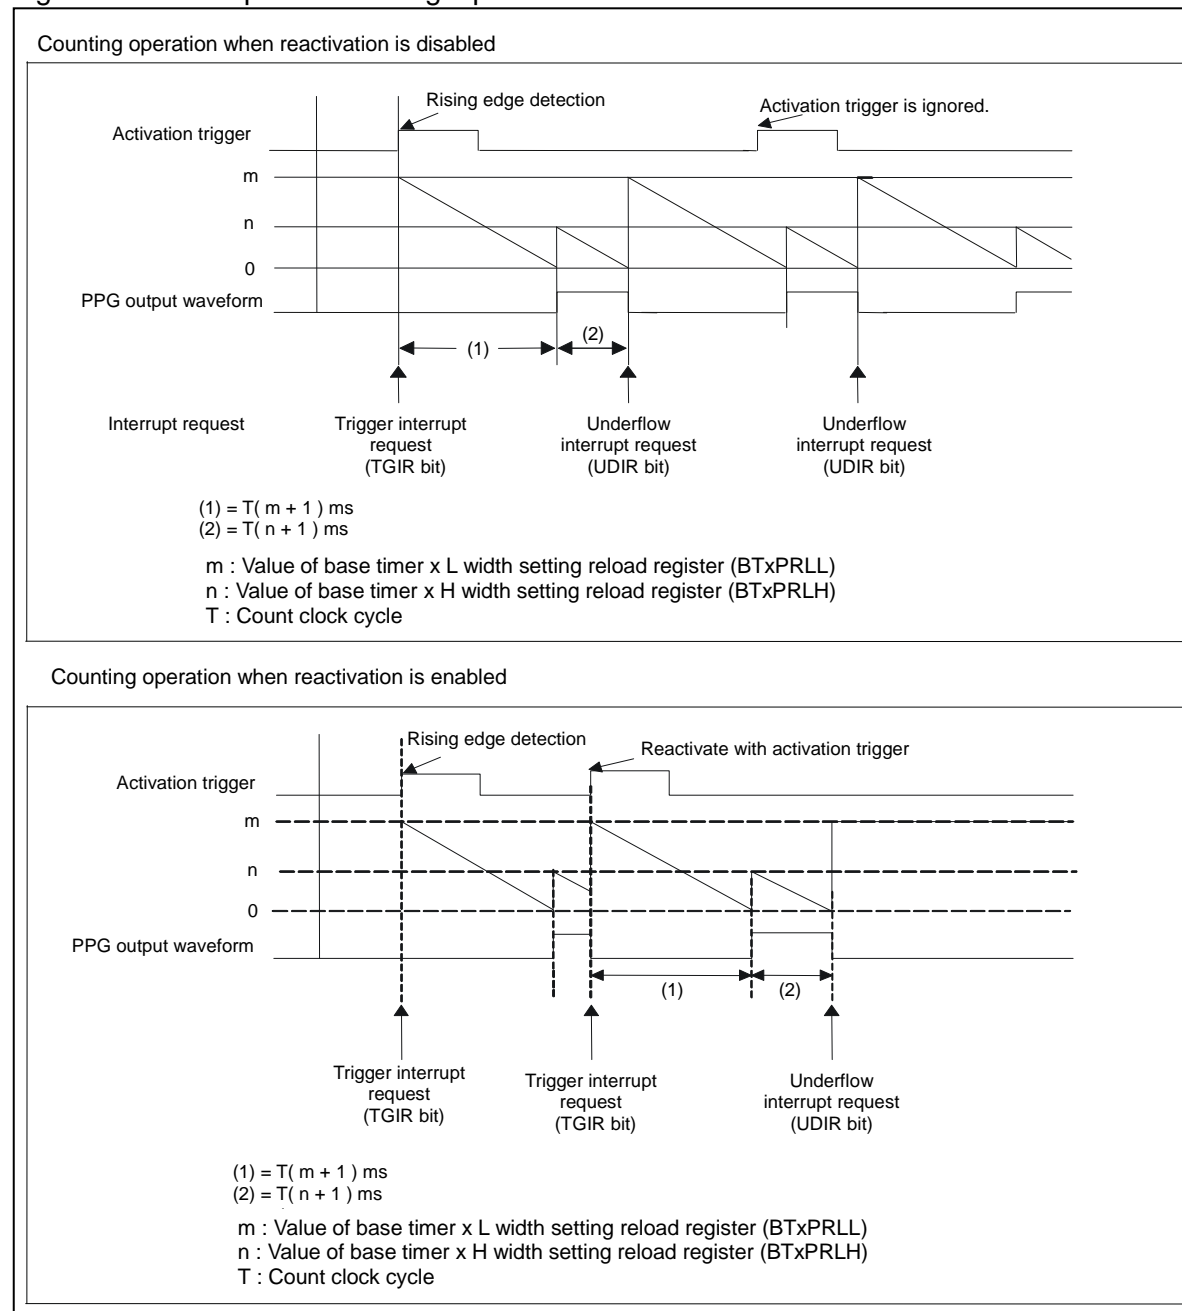 Counting operation when reactivation is disabled
Rising edge detection
Activation trigger is ignored.
Activation trigger
m
n
0
PPG output waveform
(1)
(2)
Interrupt request
Trigger interrupt
request
(TGIR bit)
Underflow
interrupt request
(UDIR bit)
Underflow
interrupt request
(UDIR bit)
(1) = T( m + 1 ) ms
(2) = T( n + 1 ) ms
m : Value of base timer x L width setting reload register (BTxPRLL)
n : Value of base timer x H width setting reload register (BTxPRLH)
T : Count clock cycle
Counting operation when reactivation is enabled
Rising edge detection
Reactivate with activation trigger
Activation trigger
m
n
0
PPG output waveform
(1)
(2)
Trigger interrupt
request
(TGIR bit)
Trigger interrupt
request
(TGIR bit)
Underflow
interrupt request
(UDIR bit)
(1) = T( m + 1 ) ms
(2) = T( n + 1 ) ms
m : Value of base timer x L width setting reload register (BTxPRLL)
n : Value of base timer x H width setting reload register (BTxPRLH)
T : Count clock cycle